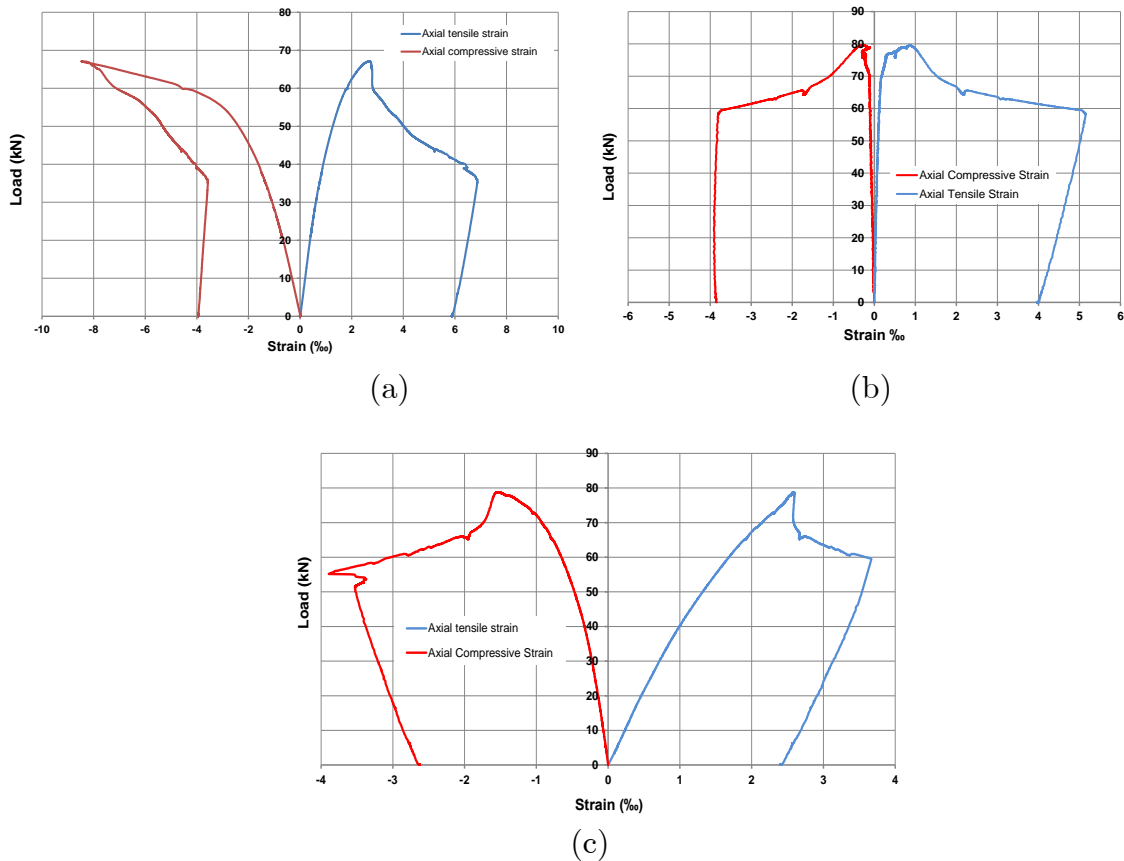 80
70
60
50
40
30
20
10
0
Load (kN)
-10 -8 -6 -4 -2 0 2 4 6 8 10
Strain (‰)
Axial tensile strain
Axial compressive strain
(a)
90
80
70
60
50
40
30
20
10
0
Load (kN)
-6 -5 -4 -3 -2 -1 0 1 2 3 4 5 6
Strain ‰
Axial Compressive Strain
Axial Tensile Strain
(b)
90
80
70
60
50
40
30
20
10
0
Load (kN)
-4 -3 -2 -1 0 1 2 3 4
Strain (‰)
Axial tensile strain
Axial Compressive Strain
(c)